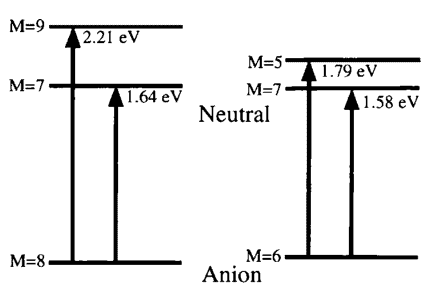 M=9
2.21 eV
M=7
1.64 eV
M=8
Neutral
Anion
M=5
1.79 eV
M=7
1.58 eV
M=6